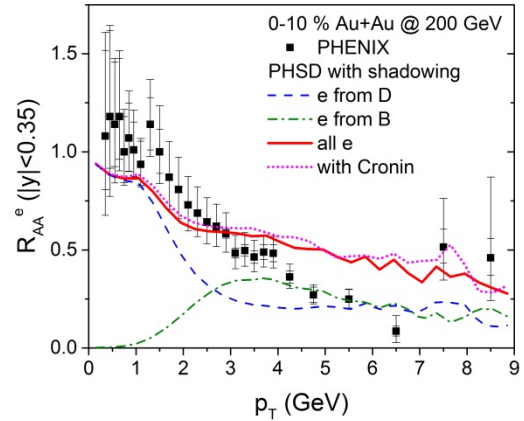 0-10 % Au+Au @ 200 GeV
PHENIX
PHSD with shadowing
e from D
e from B
all e
with Cronin
R_AA^e (|y|<0.35)
1.5
1.0
0.5
0.0
0 1 2 3 4 5 6 7 8 9
p_T (GeV)